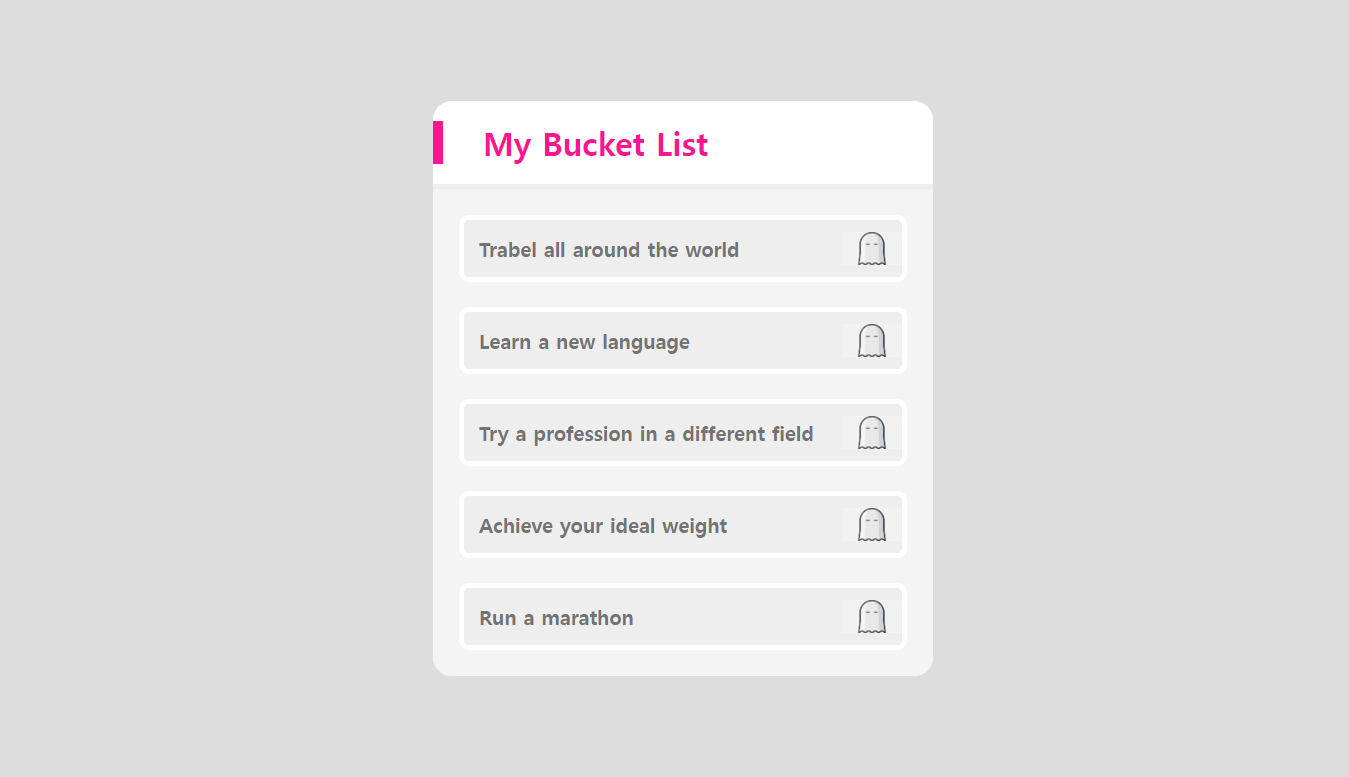 My Bucket List
Trabel all around the world
Learn a new language
Try a profession in a different field
Achieve your ideal weight
Run a marathon